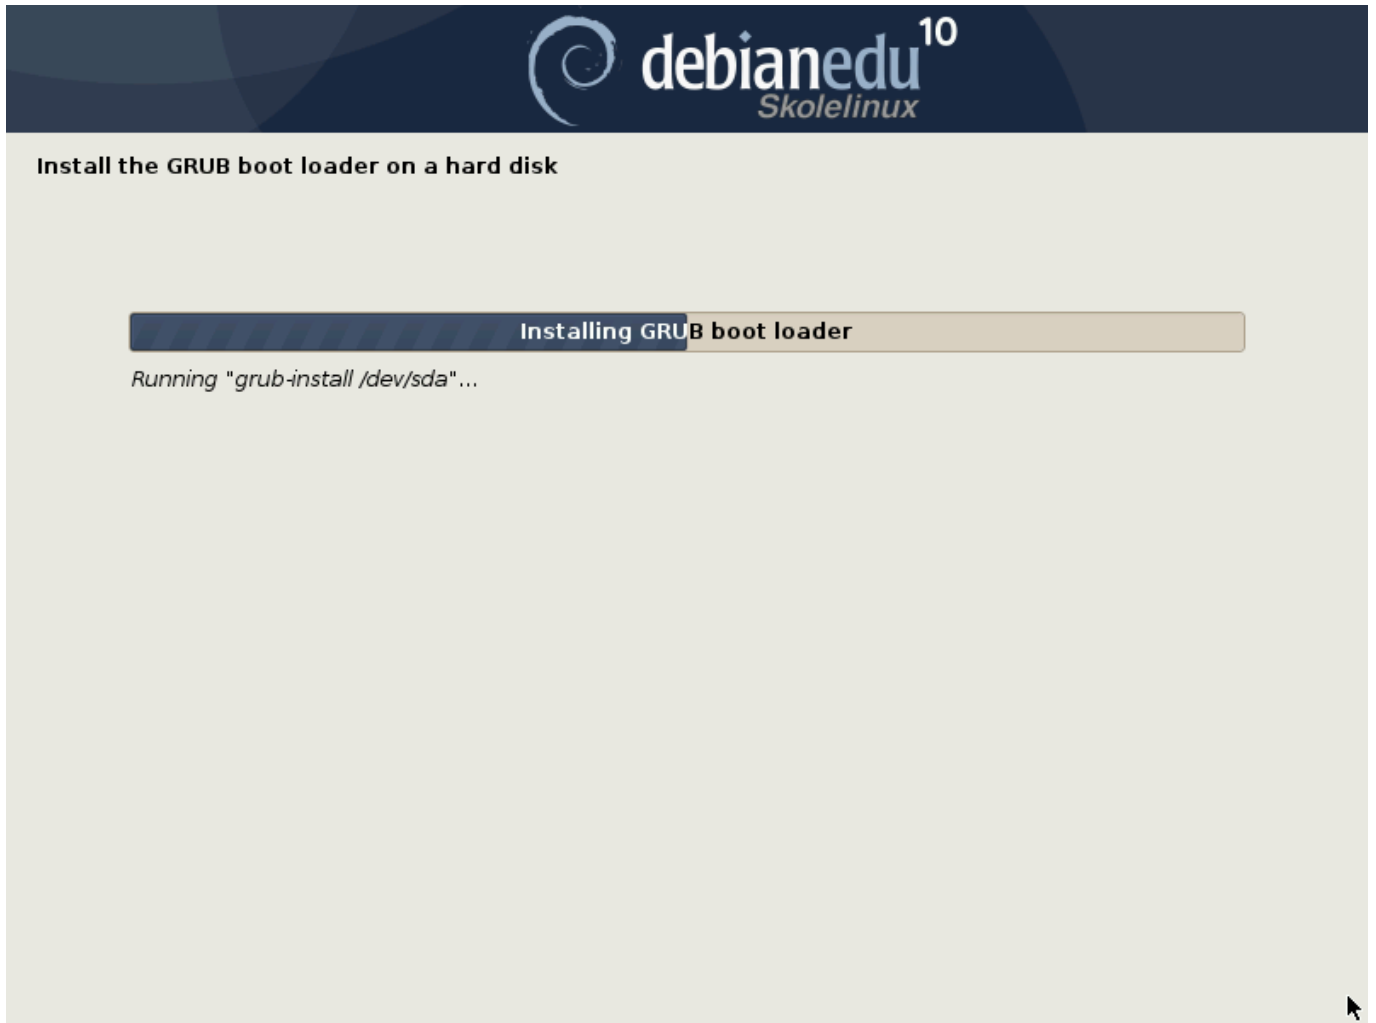 debianedu 10
Skolelinux
Install the GRUB boot loader on a hard disk
Installing GRUB boot loader
Running "grub-install /dev/sda"...